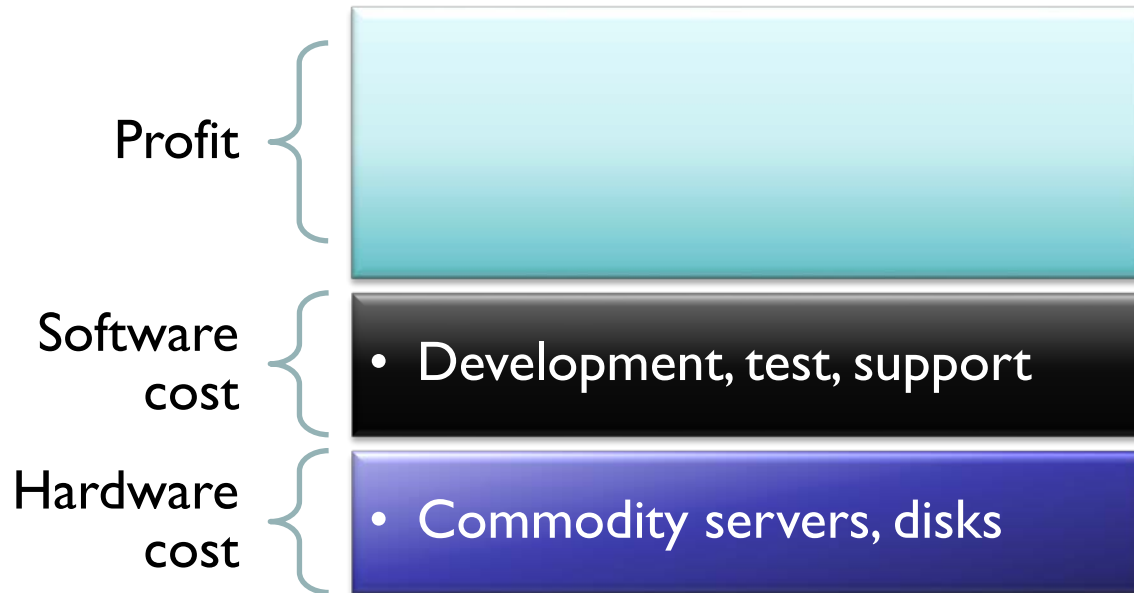 Profit
Software
cost
• Development, test, support
Hardware
cost
• Commodity servers, disks